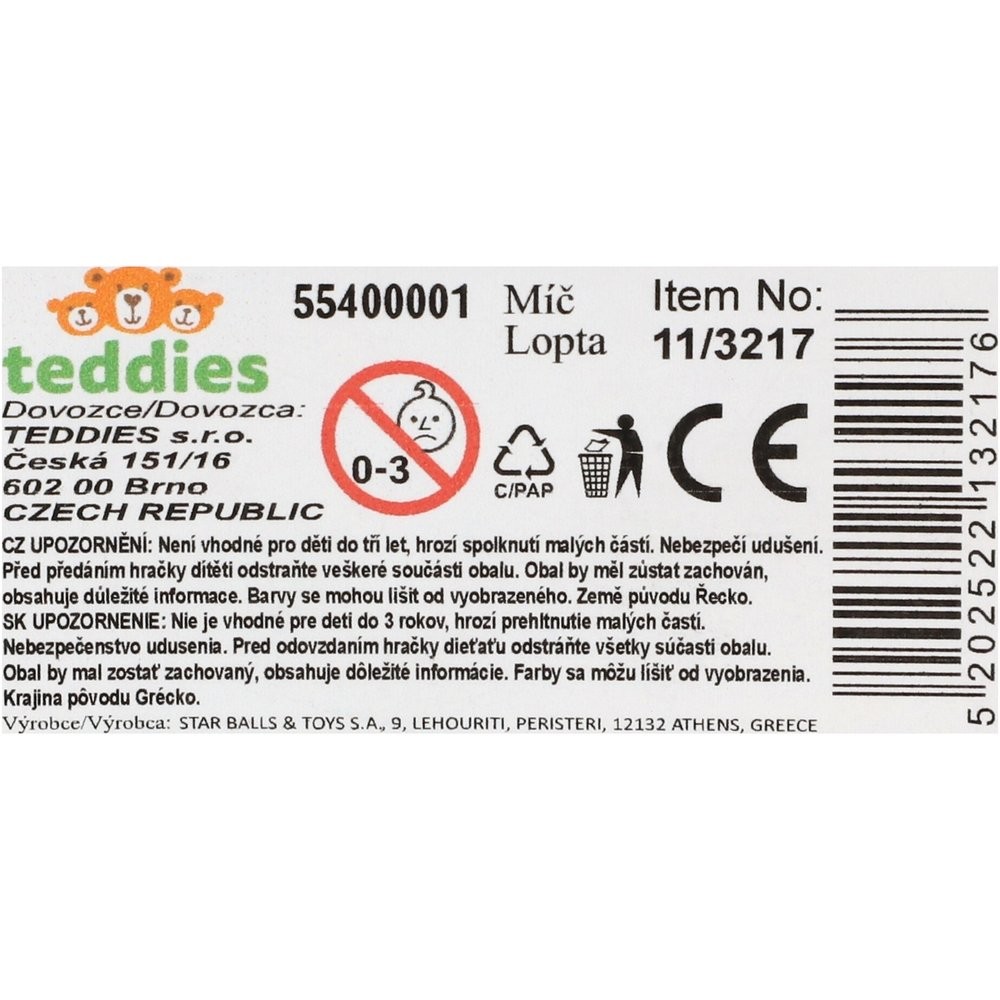 teddies
55400001
Míč
Lopta
Item No:
11/3217
Dovozce/Dovozca:
TEDDIES s.r.o.
Česká 151/16
602 00 Brno
CZECH REPUBLIC
0-3
C/PAP
CE
CZ UPOZORNĚNÍ: Není vhodné pro děti do tří let, hrozí spolknutí malých částí. Nebezpečí udušení.
Před předáním hračky dítěti odstraňte veškeré součásti obalu. Obal by měl zůstat zachován,
obsahuje důležité informace. Barvy se mohou lišit od vyobrazeného. Země původu Řecko.
SK UPOZORNENIE: Nie je vhodné pre deti do 3 rokov, hrozí prehltnutie malých častí.
Nebezpečenstvo udusenia. Pred odovzdaním hračky dieťaťu odstráňte všetky súčasti obalu.
Obal by mal zostať zachovaný, obsahuje dôležité informácie. Farby sa môžu líšiť od vyobrazenia.
Krajina pôvodu Grécko.
Výrobce/Výrobca: STAR BALLS & TOYS S.A., 9, LEHOURITI, PERISTERI, 12132 ATHENS, GREECE
5 202522 132176